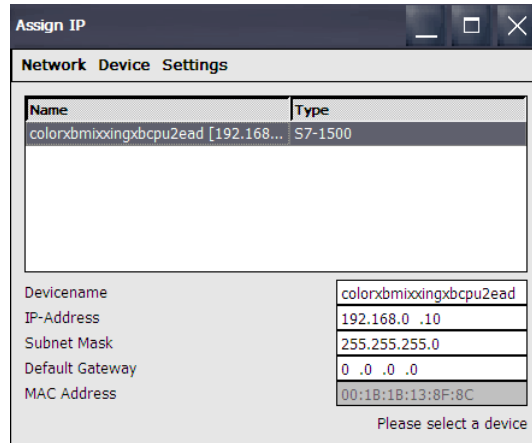 Assign IP
Network Device Settings
Name Type
colorxbmixxingxbcpu2ead [192.168... S7-1500
Devicename colorxbmixxingxbcpu2ead
IP-Address 192.168.0 .10
Subnet Mask 255.255.255.0
Default Gateway 0 .0 .0 .0
MAC Address 00:1B:1B:13:8F:8C
Please select a device